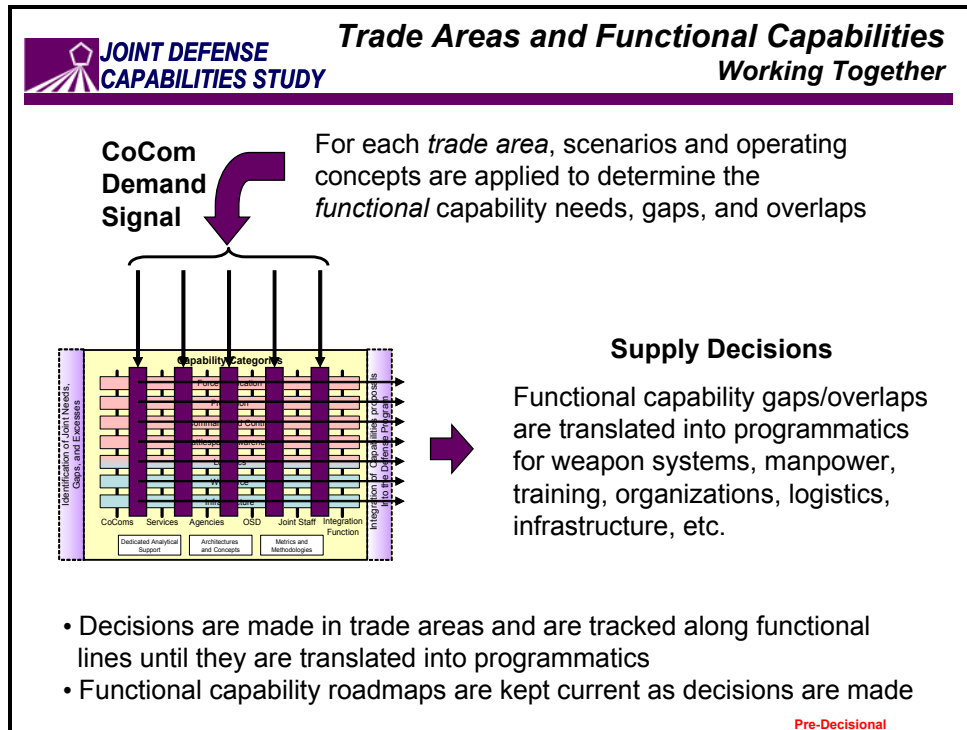 JOINT DEFENSE
CAPABILITIES STUDY
Trade Areas and Functional Capabilities
Working Together
CoCom
Demand
Signal
For each trade area, scenarios and operating
concepts are applied to determine the
functional capability needs, gaps, and overlaps
Identification of Joint Needs,
Gaps, and Excesses
Capability Categories
Force
CoComs Services Agencies OSD Joint Staff Integration
Function
Dedicated Analytical
Support
Architectures
and Concepts
Metrics and
Methodologies
Integration of Capabilities proposals
Into the Defense Program
Supply Decisions
Functional capability gaps/overlaps
are translated into programmatics
for weapon systems, manpower,
training, organizations, logistics,
infrastructure, etc.
• Decisions are made in trade areas and are tracked along functional
lines until they are translated into programmatics
• Functional capability roadmaps are kept current as decisions are made
Pre-Decisional